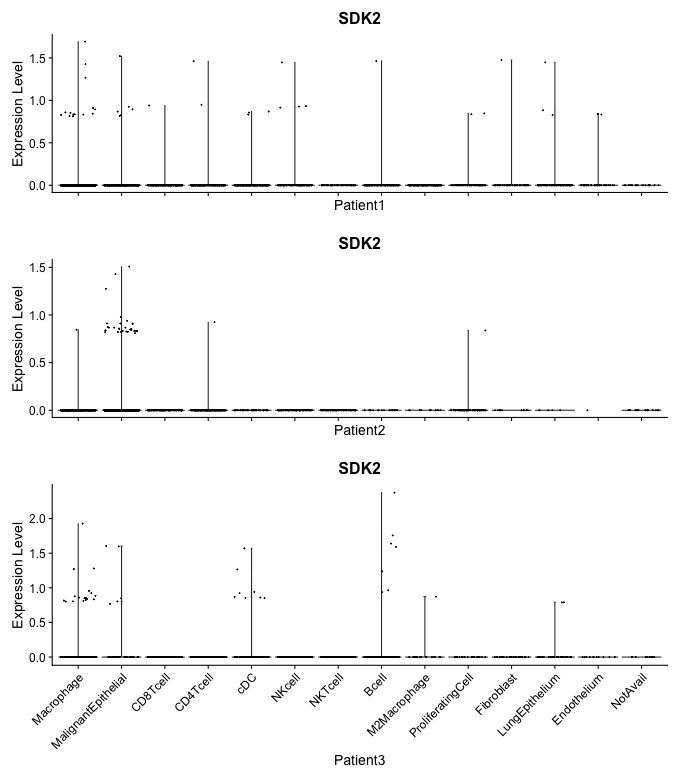 SDK2
Expression Level
1.5
1.0
0.5
0.0
Patient1
SDK2
Expression Level
1.5
1.0
0.5
0.0
Patient2
SDK2
Expression Level
2.0
1.5
1.0
0.5
0.0
Macrophage
MalignantEpithelial
CD8Tcell
CD4Tcell
cDC
NKcell
NKTcell
Bcell
M2Macrophage
ProliferatingCell
Fibroblast
LungEpithelium
Endothelium
NotAvail
Patient3